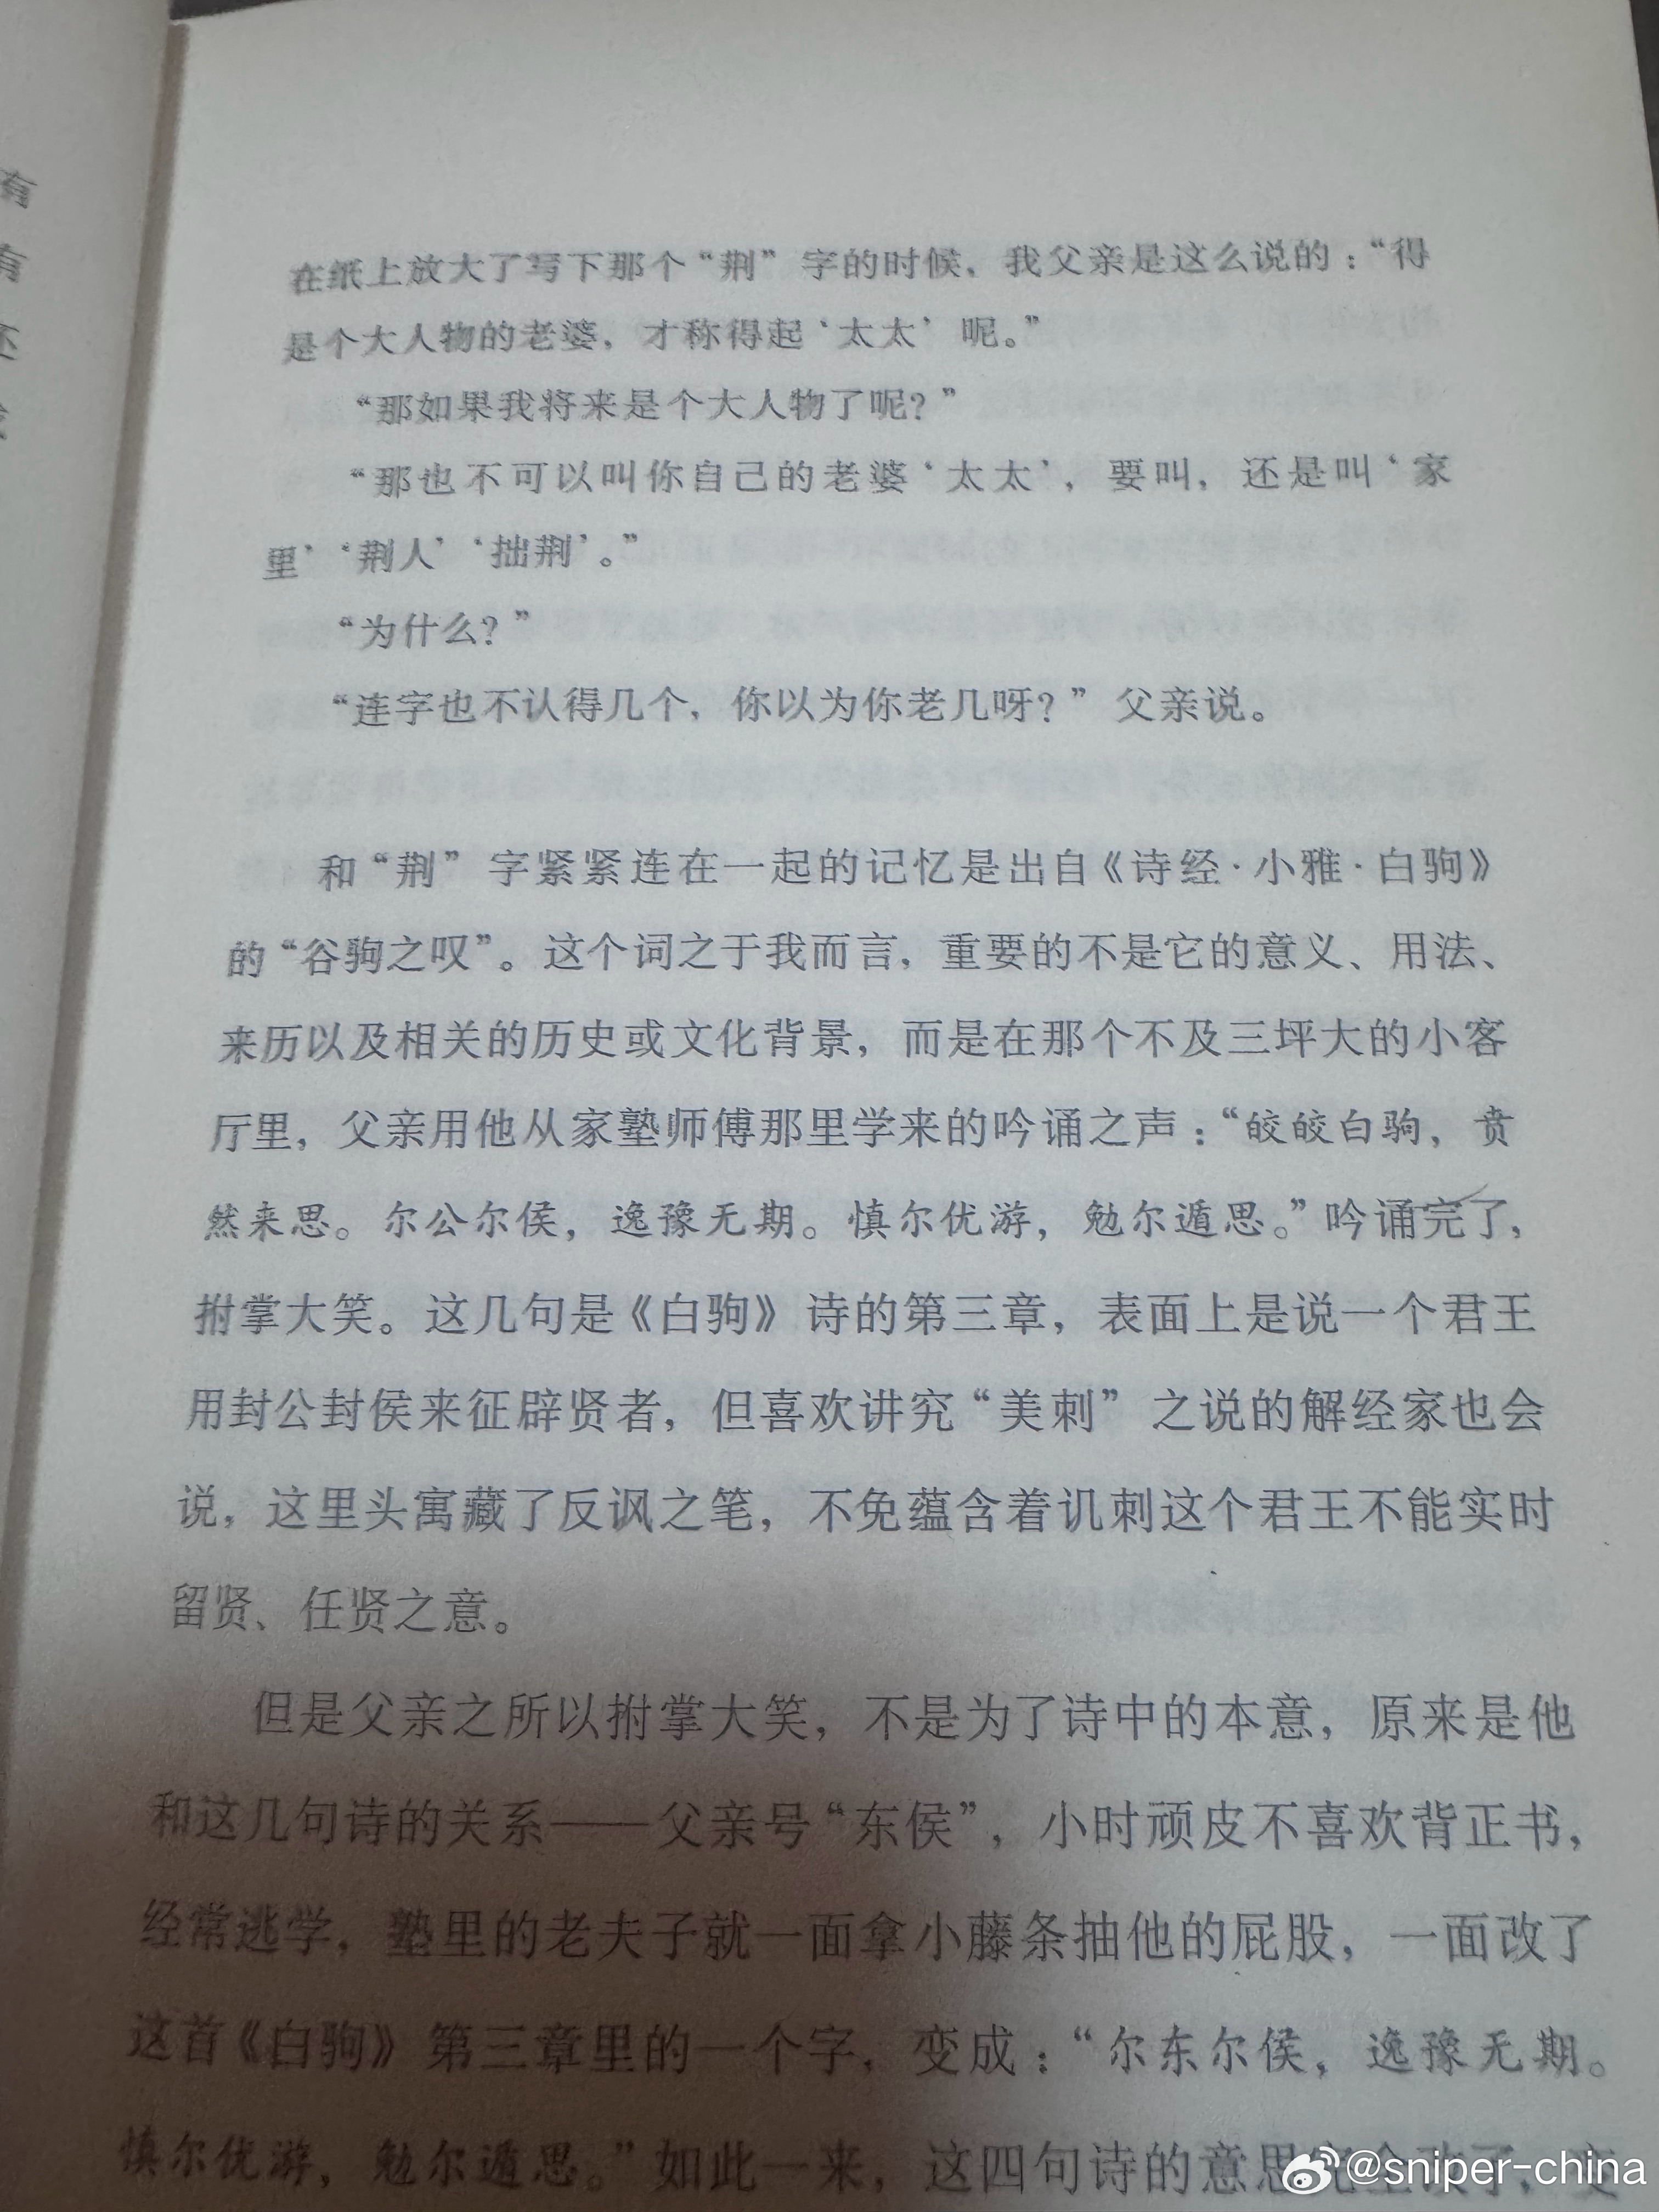 有
有
还
在纸上放大了写下那个“荆”字的时候，我父亲是这么说的：“得
是个大人物的老婆，才称得起‘太太’呢。”
“那如果我将来是个大人物了呢？”
“那也不可以叫你自己的老婆‘太太’，要叫，还是叫‘家
里’‘荆人’‘拙荆’。”
“为什么？”
“连字也不认得几个，你以为你老几呀？”父亲说。
和“荆”字紧紧连在一起的记忆是出自《诗经·小雅·白驹》
的“谷驹之叹”。这个词之于我而言，重要的不是它的意义、用法、
来历以及相关的历史或文化背景，而是在那个不及三坪大的小客
厅里，父亲用他从家塾师傅那里学来的吟诵之声：“皎皎白驹，贲
然来思。尔公尔侯，逸豫无期。慎尔优游，勉尔遁思。”吟诵完了，
拊掌大笑。这几句是《白驹》诗的第三章，表面上是说一个君王
用封公封侯来征辟贤者，但喜欢讲究“美刺”之说的解经家也会
说，这里头寓藏了反讽之笔，不免蕴含着讥刺这个君王不能实时
留贤、任贤之意。
但是父亲之所以拊掌大笑，不是为了诗中的本意，原来是他
和这几句诗的关系——父亲号“东侯”，小时顽皮不喜欢背正书，
经常逃学，塾里的老夫子就一面拿小藤条抽他的屁股，一面改了
这首《白驹》第三章里的一个字，变成：“尔东尔侯，逸豫无期。
慎尔优游，勉尔遁思。”如此一来，这四句诗的意思完全改了，变
@sniper-china